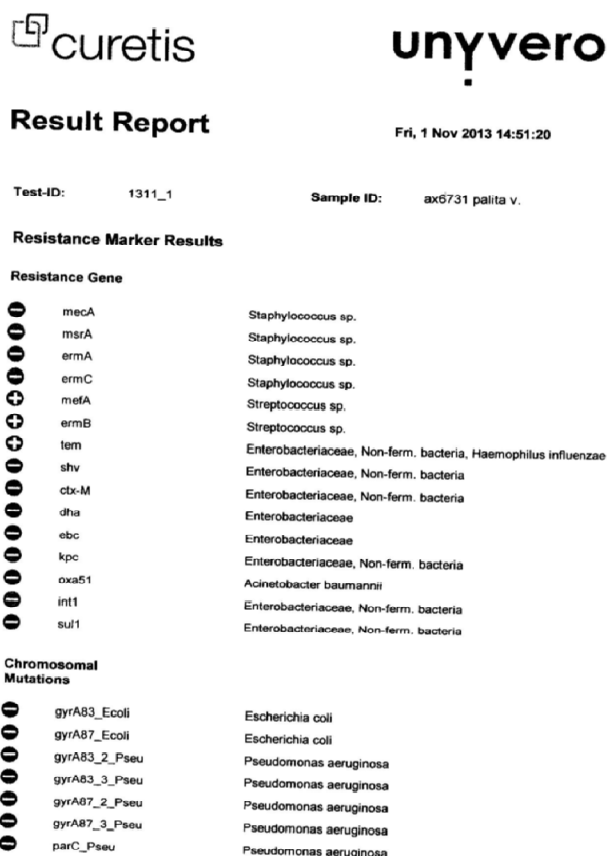 curetis
unyvero
Result Report
Fri, 1 Nov 2013 14:51:20
Test-ID: 1311_1 Sample ID: ax6731 palita v.
Resistance Marker Results
Resistance Gene
mecA Staphylococcus sp.
msrA Staphylococcus sp.
ermA Staphylococcus sp.
ermC Staphylococcus sp.
mefA Streptococcus sp.
ermB Streptococcus sp.
tem Enterobacteriaceae, Non-ferm. bacteria, Haemophilus influenzae
shv Enterobacteriaceae, Non-ferm. bacteria
ctx-M Enterobacteriaceae, Non-ferm. bacteria
dha Enterobacteriaceae
ebc Enterobacteriaceae
kpc Enterobacteriaceae, Non-ferm. bacteria
oxa51 Acinetobacter baumannii
int1 Enterobacteriaceae, Non-ferm. bacteria
sul1 Enterobacteriaceae, Non-ferm. bacteria
Chromosomal
Mutations
gyrA83_Ecoli Escherichia coli
gyrA87_Ecoli Escherichia coli
gyrA83_2_Pseu Pseudomonas aeruginosa
gyrA83_3_Pseu Pseudomonas aeruginosa
gyrA87_2_Pseu Pseudomonas aeruginosa
gyrA87_3_Pseu Pseudomonas aeruginosa
parC_Pseu Pseudomonas aeruginosa